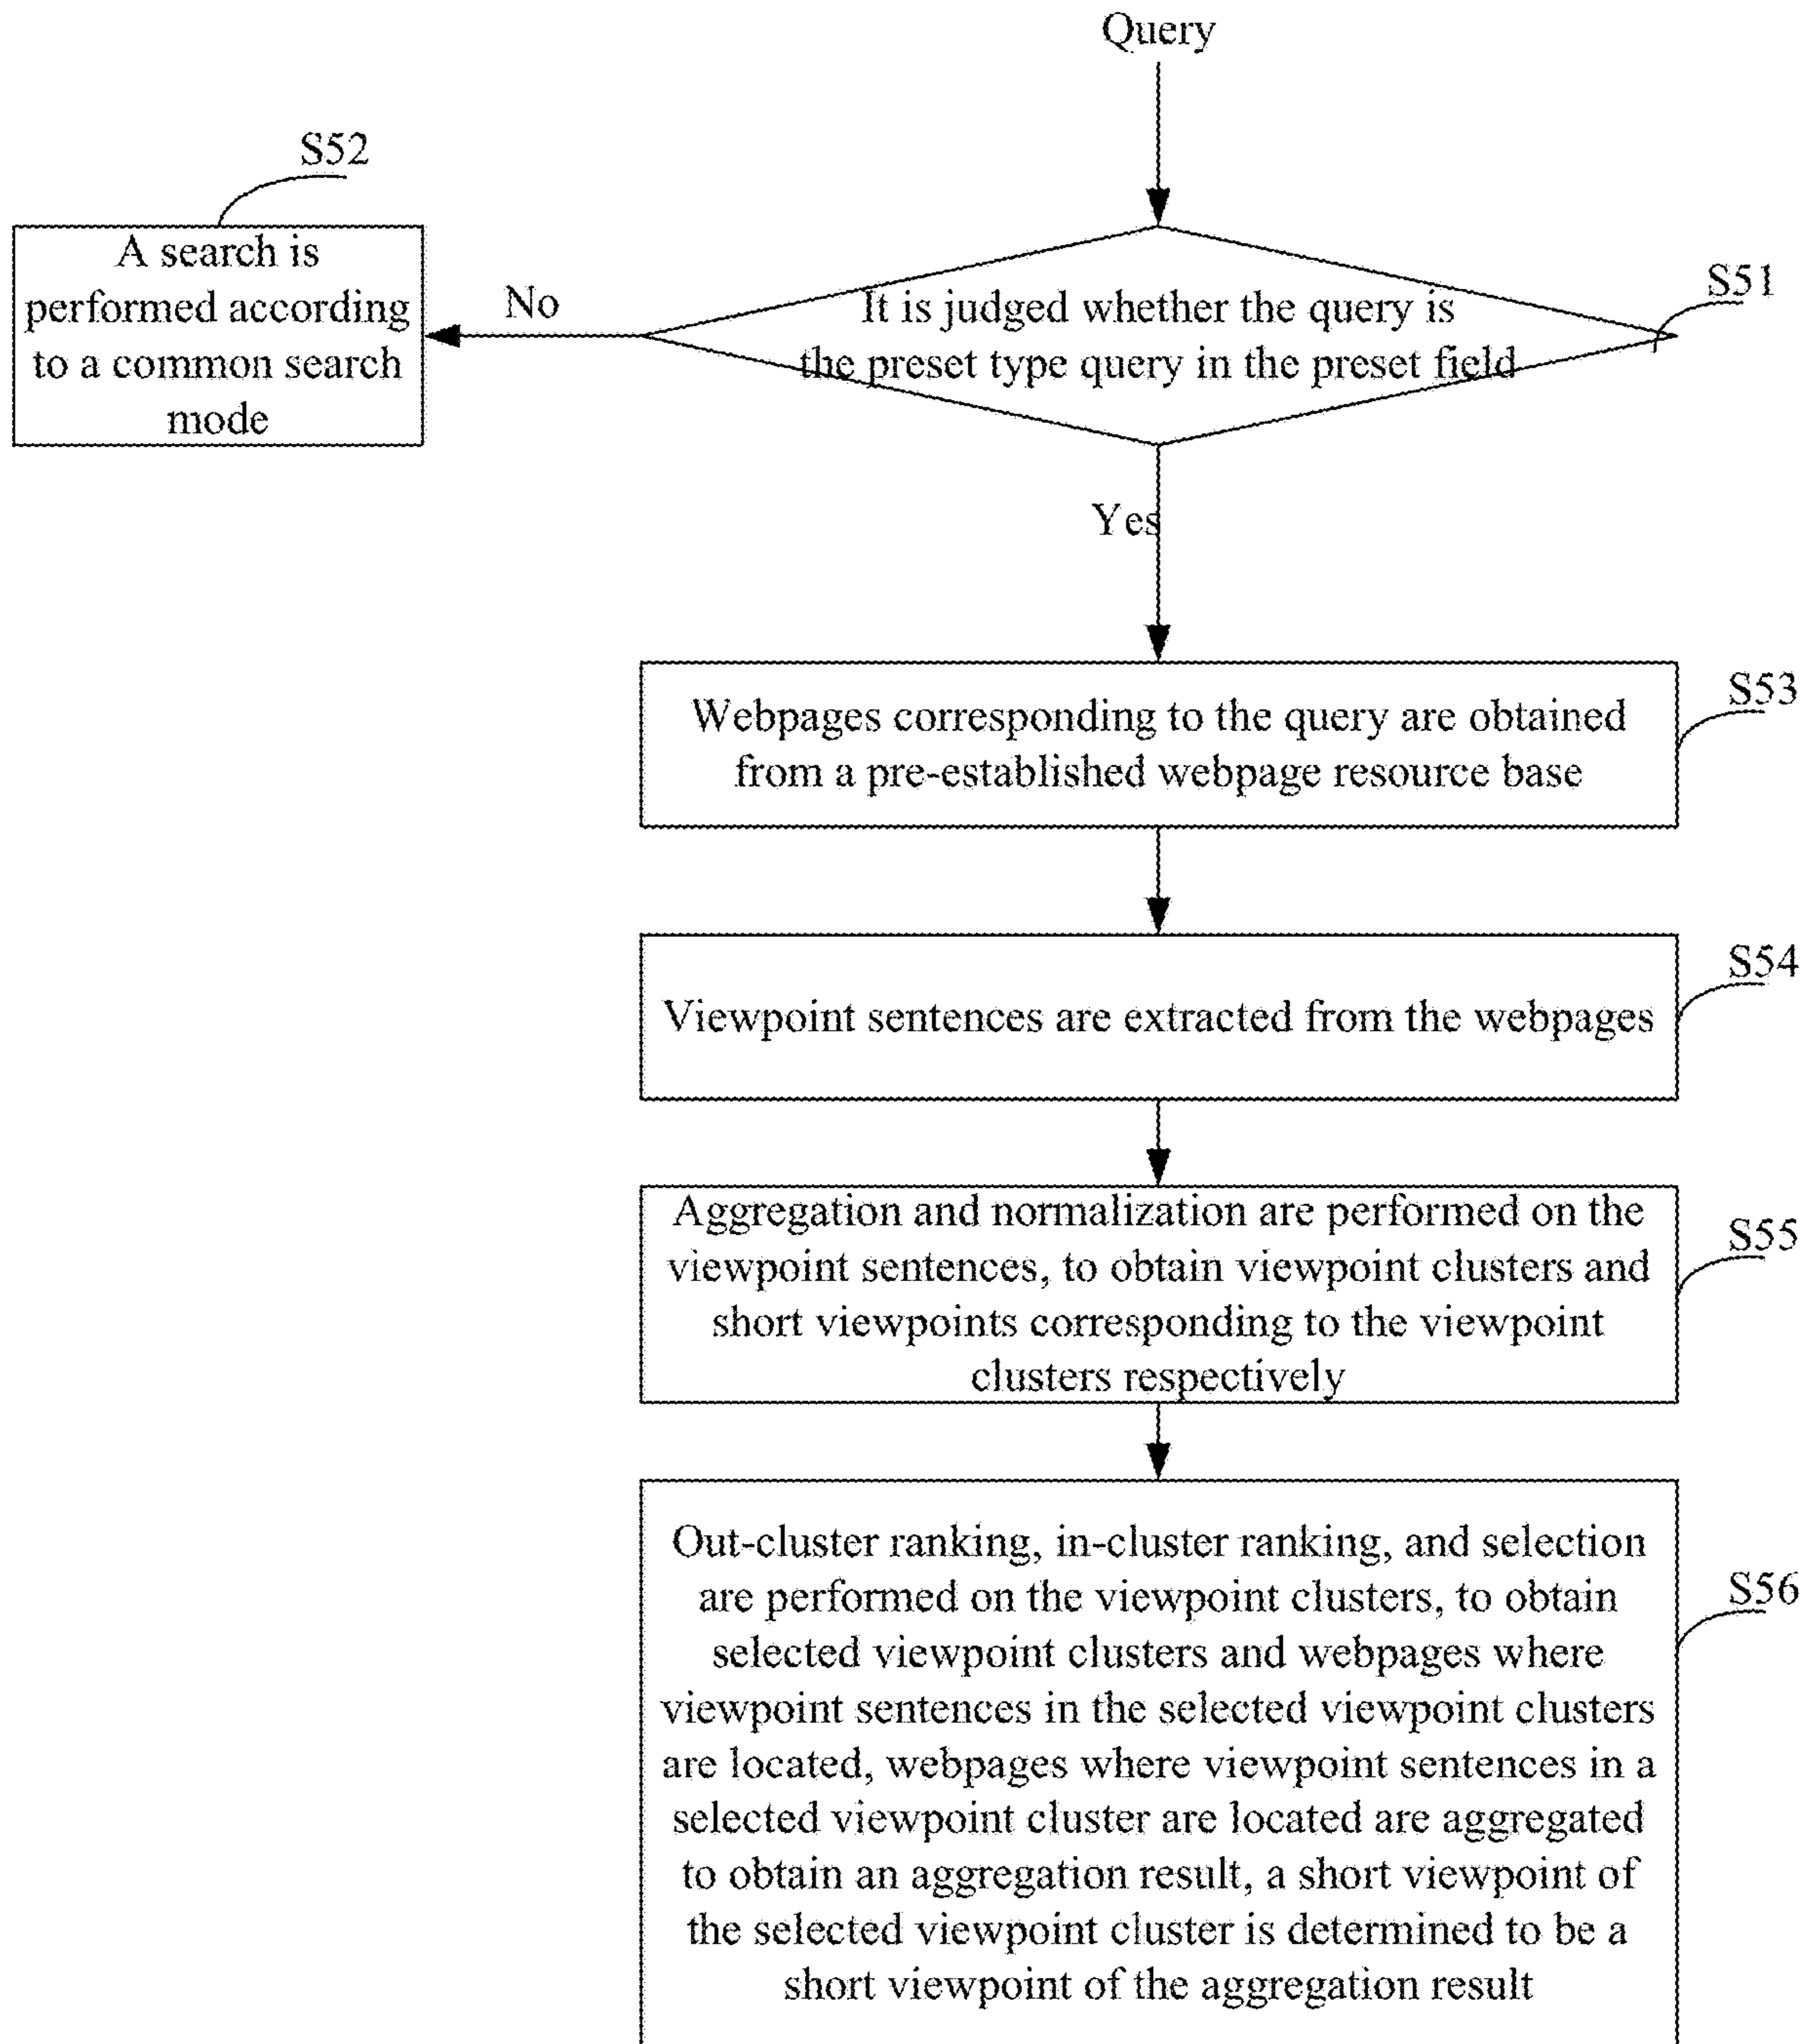 Query
S52
A search is
performed according
to a common search
mode
No
S51
It is judged whether the query is
the preset type query in the preset field
Yes
S53
Webpages corresponding to the query are obtained
from a pre-established webpage resource base
S54
Viewpoint sentences are extracted from the webpages
S55
Aggregation and normalization are performed on the
viewpoint sentences, to obtain viewpoint clusters and
short viewpoints corresponding to the viewpoint
clusters respectively
S56
Out-cluster ranking, in-cluster ranking, and selection
are performed on the viewpoint clusters, to obtain
selected viewpoint clusters and webpages where
viewpoint sentences in the selected viewpoint clusters
are located, webpages where viewpoint sentences in a
selected viewpoint cluster are located are aggregated
to obtain an aggregation result, a short viewpoint of
the selected viewpoint cluster is determined to be a
short viewpoint of the aggregation result